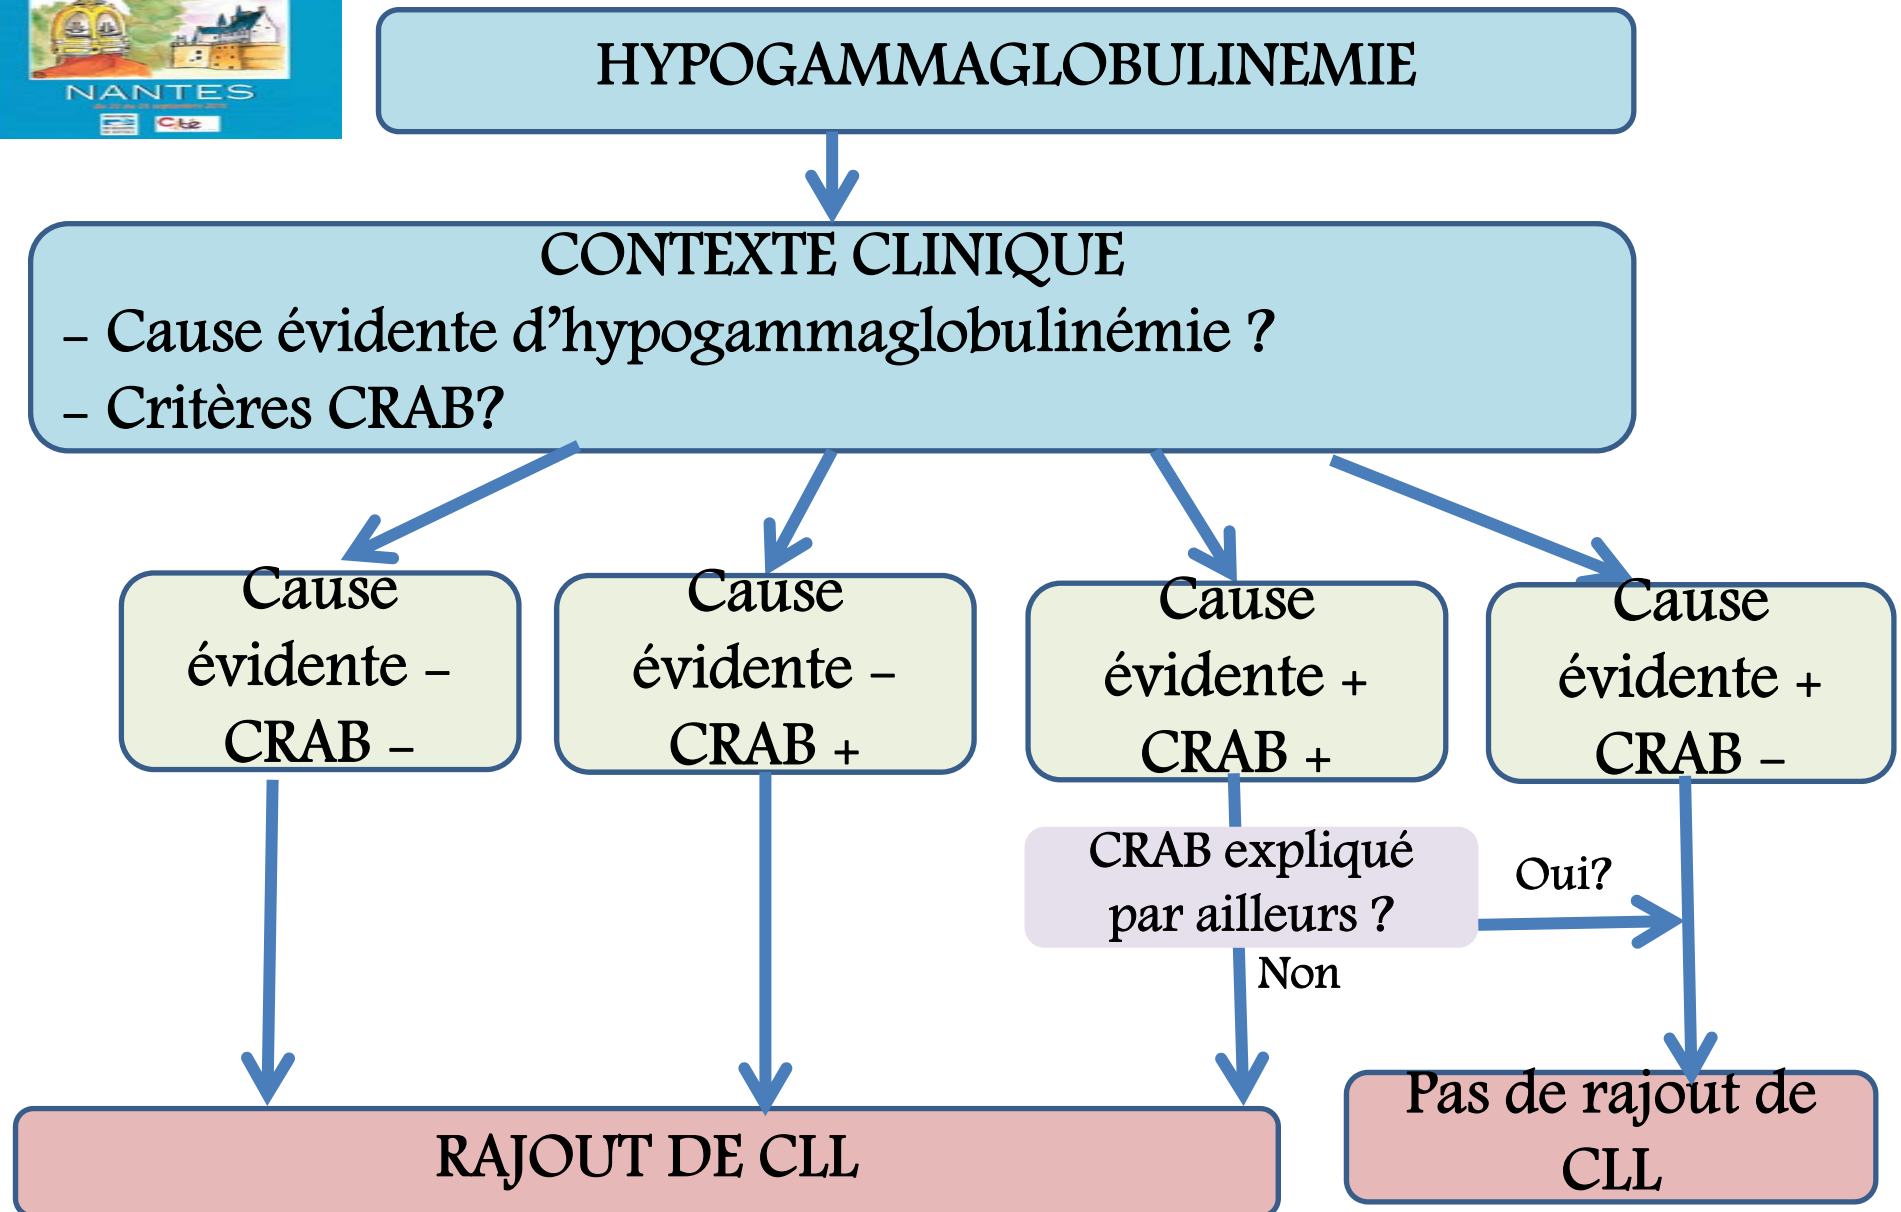 NANTES
HYPOGAMMAGLOBULINEMIE
CONTEXTE CLINIQUE
– Cause évidente d’hypogammaglobulinémie ?
– Critères CRAB?
Cause
évidente –
CRAB –
Cause
évidente –
CRAB +
Cause
évidente +
CRAB +
Cause
évidente +
CRAB –
CRAB expliqué
par ailleurs ?
Oui?
Non
RAJOUT DE CLL
Pas de rajout de
CLL